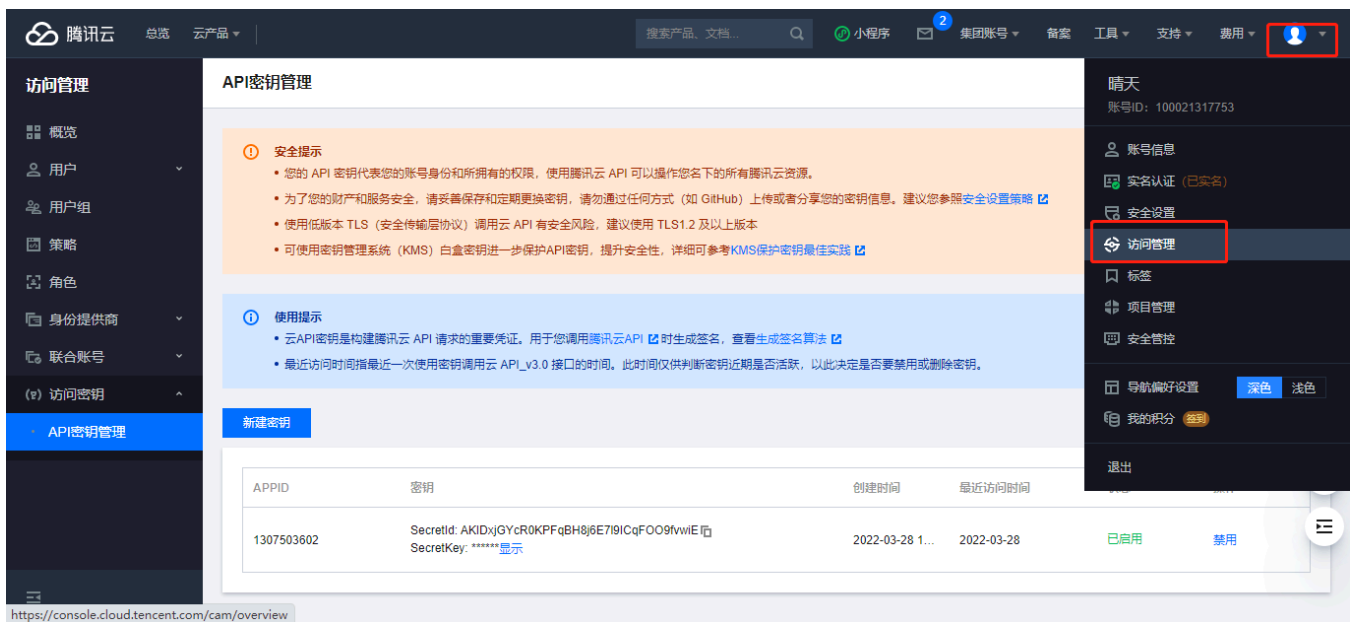 腾讯云 总览 云产品 搜索产品、文档... 小程序 2 集团账号 备案 工具 支持 费用
访问管理
概览
用户
用户组
策略
角色
身份提供商
联合账号
访问密钥
API密钥管理
API密钥管理
安全提示
• 您的 API 密钥代表您的账号身份和所拥有的权限，使用腾讯云 API 可以操作您名下的所有腾讯云资源。
• 为了您的财产和服务安全，请妥善保存和定期更换密钥，请勿通过任何方式（如 GitHub）上传或者分享您的密钥信息。建议您参照安全设置策略
• 使用低版本 TLS（安全传输层协议）调用云 API 有安全风险，建议使用 TLS1.2 及以上版本
• 可使用密钥管理系统（KMS）白盒密钥进一步保护API密钥，提升安全性，详细可参考KMS保护密钥最佳实践
使用提示
• 云API密钥是构建腾讯云 API 请求的重要凭证。用于您调用腾讯云API 时生成签名，查看生成签名算法
• 最近访问时间指最近一次使用密钥调用云 API_v3.0 接口的时间。此时间仅供判断密钥近期是否活跃，以此决定是否要禁用或删除密钥。
新建密钥
APPID 密钥 创建时间 最近访问时间
1307503602 SecretId: AKIDxjGYcR0KPFqBH8j6E7I9ICqFOO9fvwiE 2022-03-28 1... 2022-03-28 已启用 禁用
SecretKey: ******显示
晴天
账号ID：100021317753
账号信息
实名认证（已实名）
安全设置
访问管理
标签
项目管理
安全管控
导航偏好设置 深色 浅色
我的积分 签到
退出
https://console.cloud.tencent.com/cam/overview